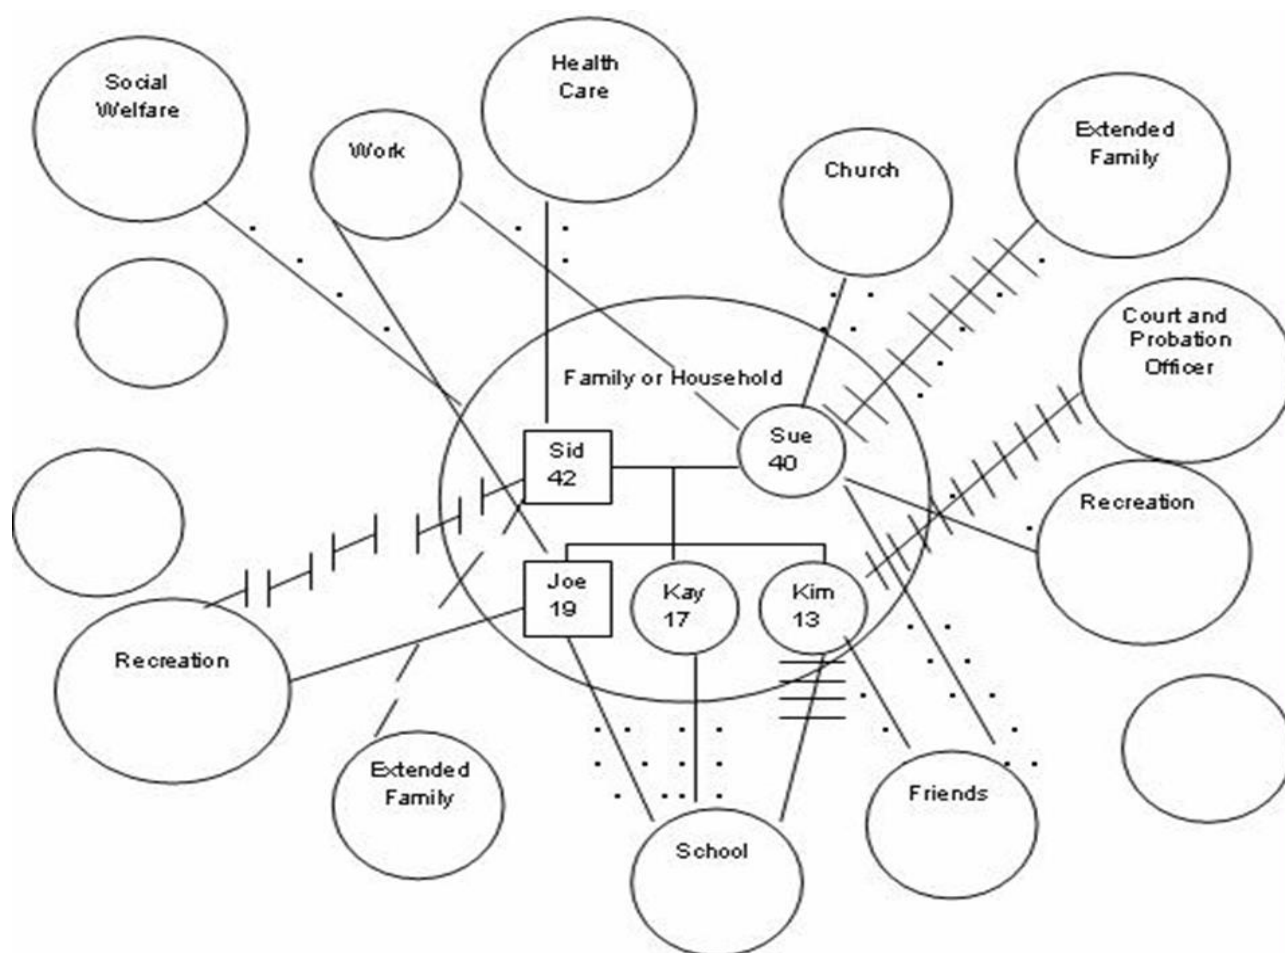 Social
Welfare
Work
Health
Care
Church
Extended
Family
Court and
Probation
Officer
Family or Household
Sid
42
Sue
40
Recreation
Joe
19
Kay
17
Kim
13
Recreation
Extended
Family
School
Friends